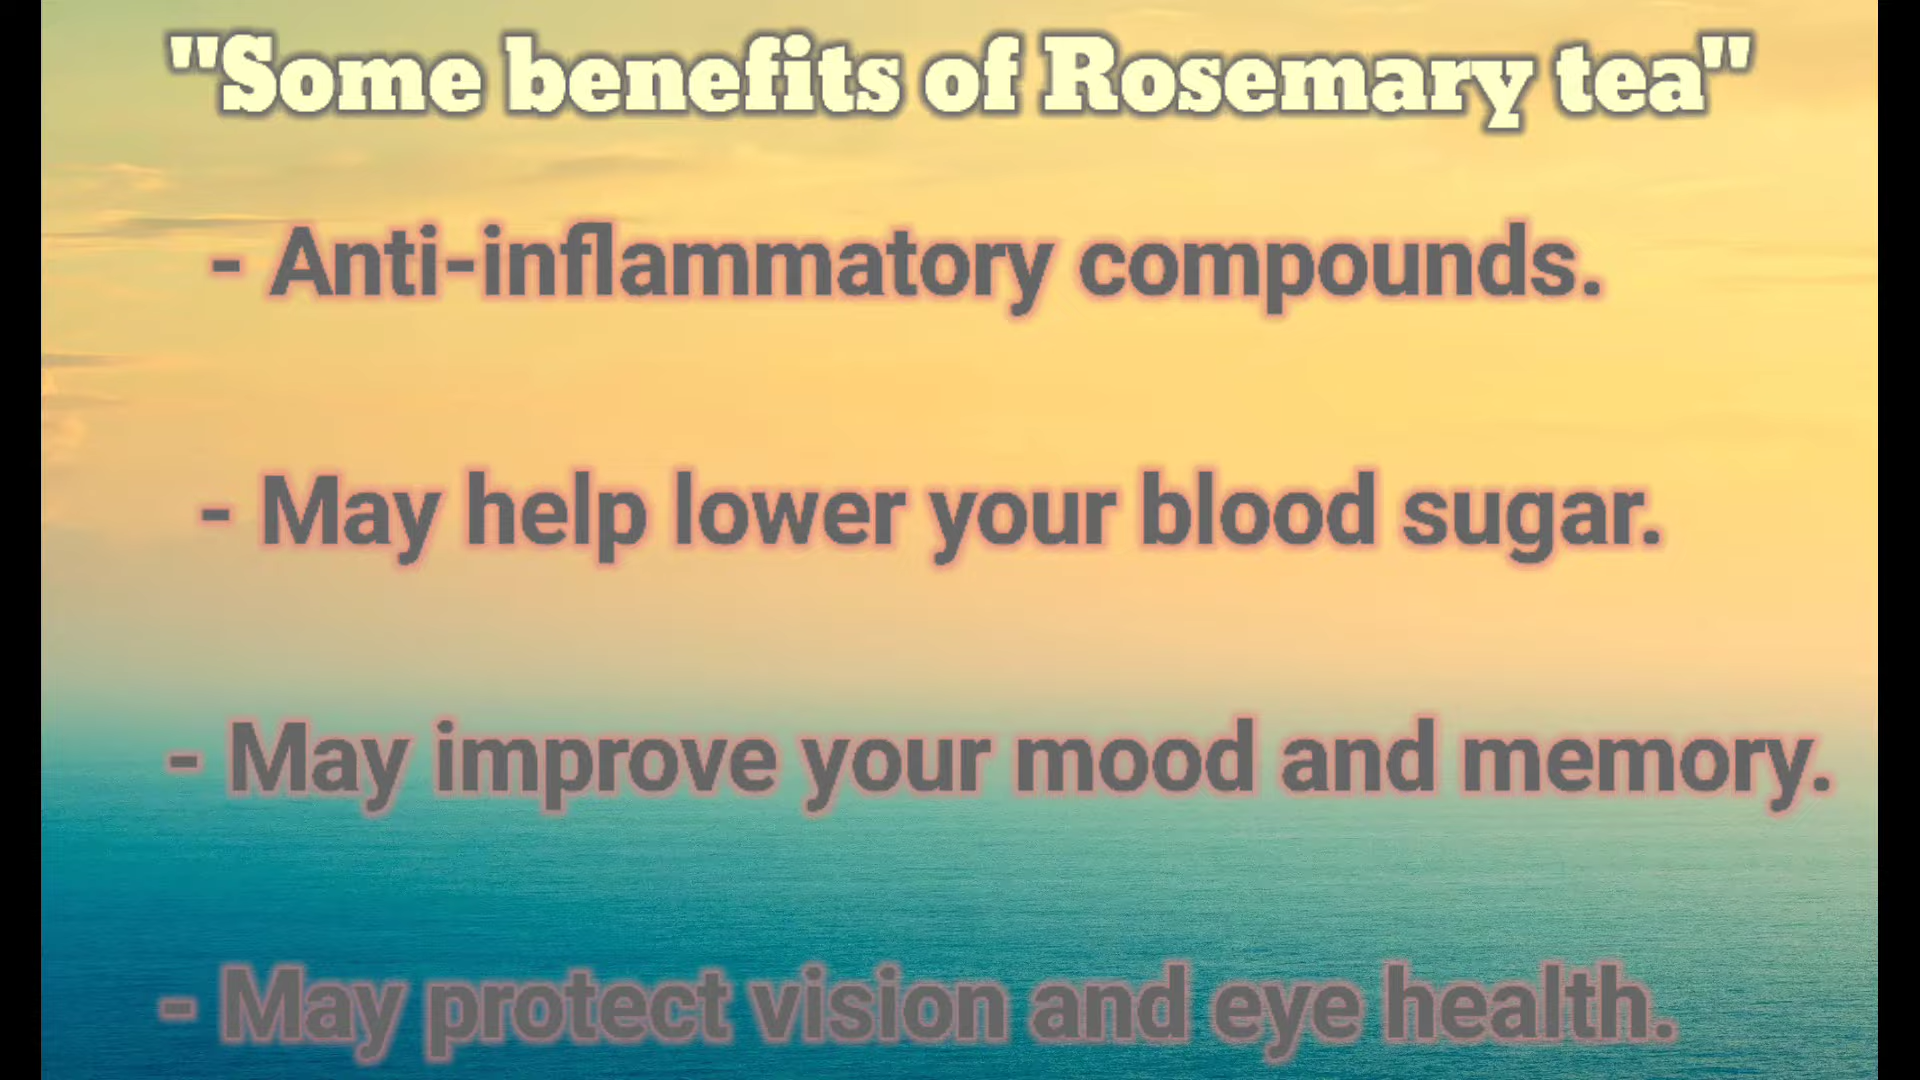 "Some benefits of Rosemary tea"
- Anti-inflammatory compounds.
- May help lower your blood sugar.
- May improve your mood and memory.
- May protect vision and eye health.